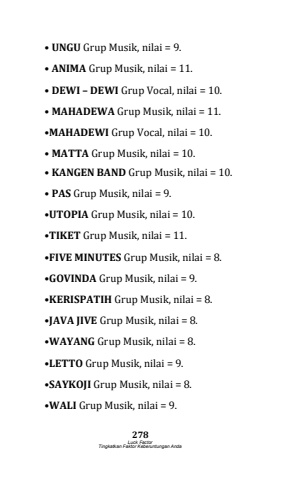 • UNGU Grup Musik, nilai = 9.
• ANIMA Grup Musik, nilai = 11.
• DEWI – DEWI Grup Vocal, nilai = 10.
• MAHADEWA Grup Musik, nilai = 11.
•MAHADEWI Grup Vocal, nilai = 10.
• MATTA Grup Musik, nilai = 10.
• KANGEN BAND Grup Musik, nilai = 10.
• PAS Grup Musik, nilai = 9.
•UTOPIA Grup Musik, nilai = 10.
•TIKET Grup Musik, nilai = 11.
•FIVE MINUTES Grup Musik, nilai = 8.
•GOVINDA Grup Musik, nilai = 9.
•KERISPATIH Grup Musik, nilai = 8.
•JAVA JIVE Grup Musik, nilai = 8.
•WAYANG Grup Musik, nilai = 8.
•LETTO Grup Musik, nilai = 9.
•SAYKOJI Grup Musik, nilai = 8.
•WALI Grup Musik, nilai = 9.
278
Luck Factor
Tingkatkan Faktor Keberuntungan Anda